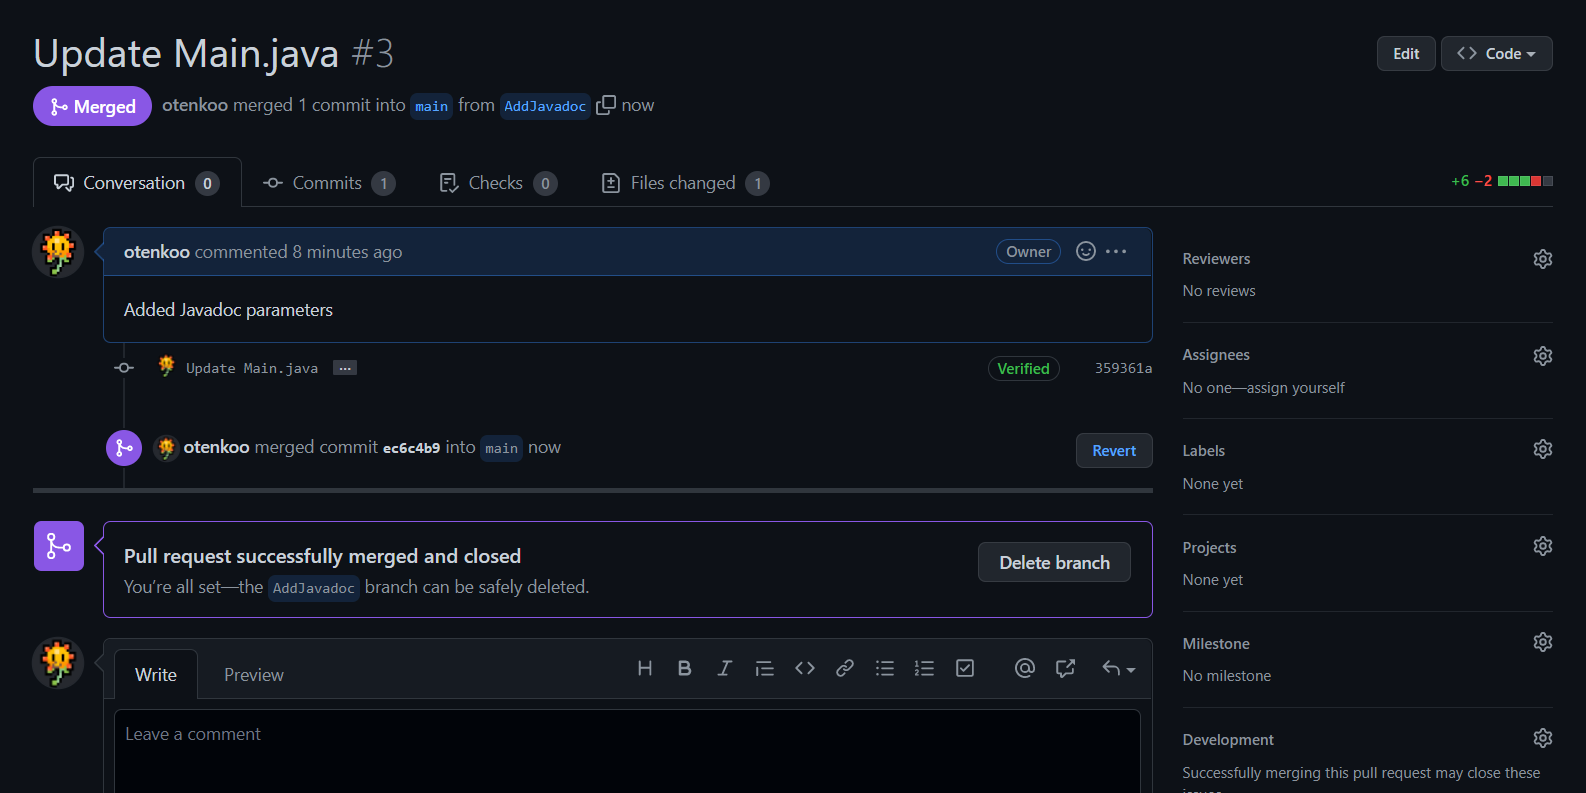 Update Main.java #3
Edit
Code
Merged
otenkoo merged 1 commit into main from AddJavadoc now
Conversation 0
Commits 1
Checks 0
Files changed 1
+6 −2
otenkoo commented 8 minutes ago
Owner
Added Javadoc parameters
Update Main.java ...
Verified
359361a
otenkoo merged commit ec6c4b9 into main now
Revert
Pull request successfully merged and closed
You’re all set—the AddJavadoc branch can be safely deleted.
Delete branch
Write
Preview
H B I
Leave a comment
Reviewers
No reviews
Assignees
No one—assign yourself
Labels
None yet
Projects
None yet
Milestone
No milestone
Development
Successfully merging this pull request may close these